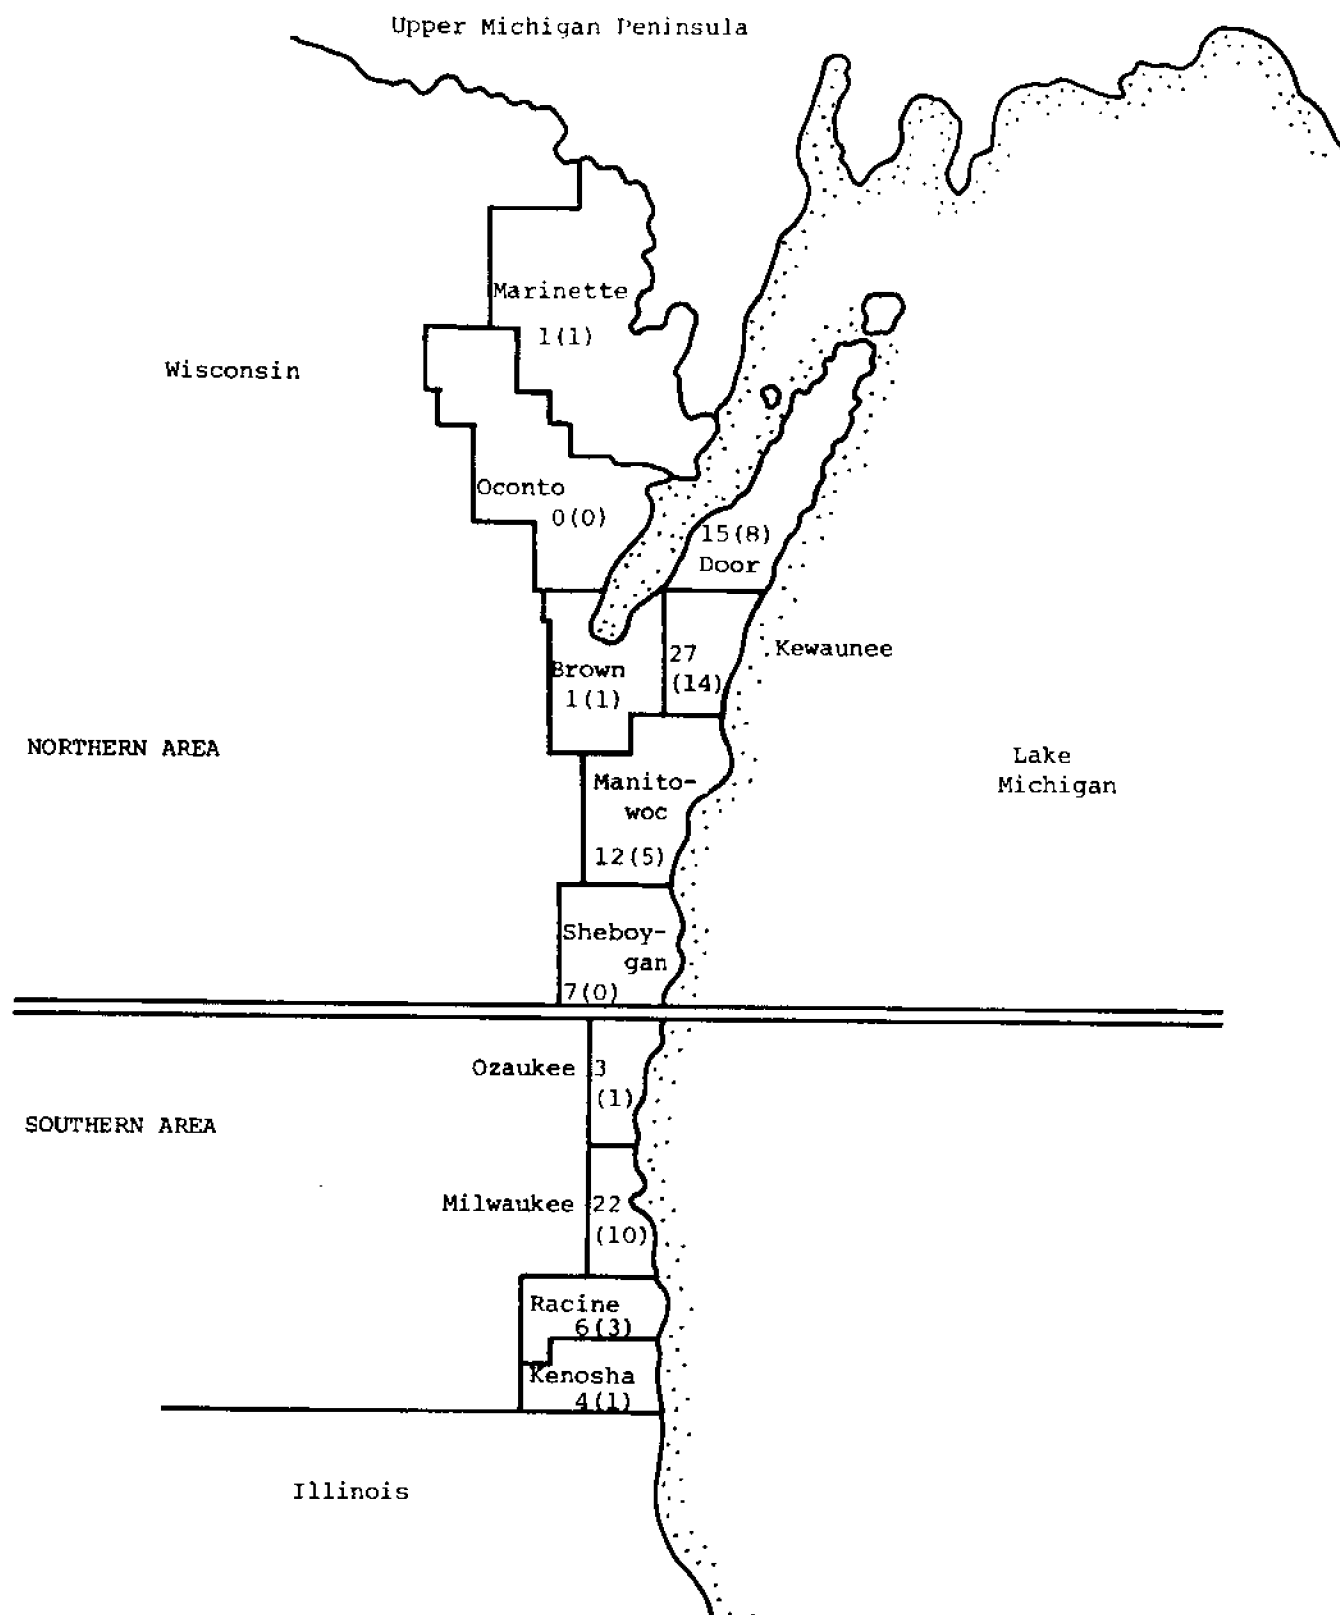 Upper Michigan Peninsula
Marinette
1(1)
Wisconsin
Oconto
0(0)
15(8)
Door
Kewaunee
27
(14)
Brown
1(1)
NORTHERN AREA
Lake
Michigan
Manito-
woc
12(5)
Sheboy-
gan
7(0)
Ozaukee 3
(1)
SOUTHERN AREA
Milwaukee 22
(10)
Racine
6(3)
Kenosha
4(1)
Illinois